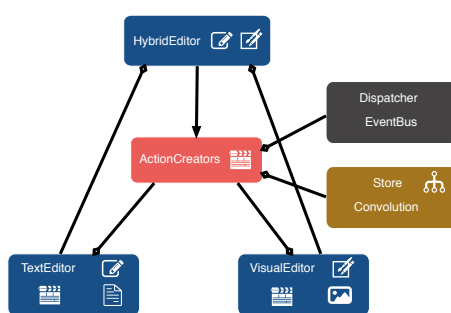 HybridEditor
Dispatcher
EventBus
ActionCreators
Store
Convolution
TextEditor
VisualEditor